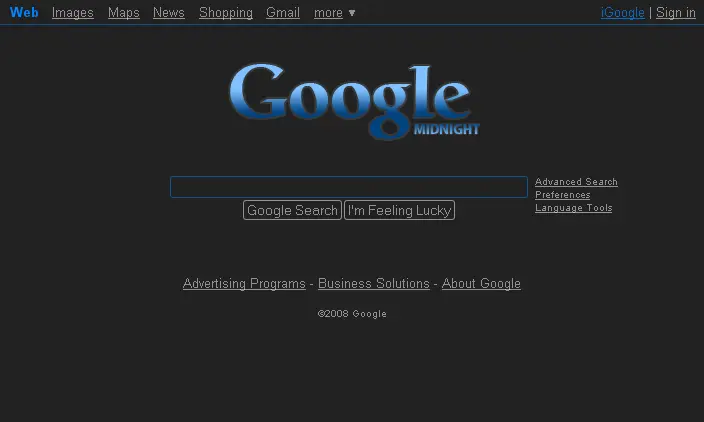 Web Images Maps News Shopping Gmail more ▼ iGoogle | Sign in
Google
MIDNIGHT
Advanced Search
Preferences
Language Tools
Google Search I'm Feeling Lucky
Advertising Programs - Business Solutions - About Google
©2008 Google